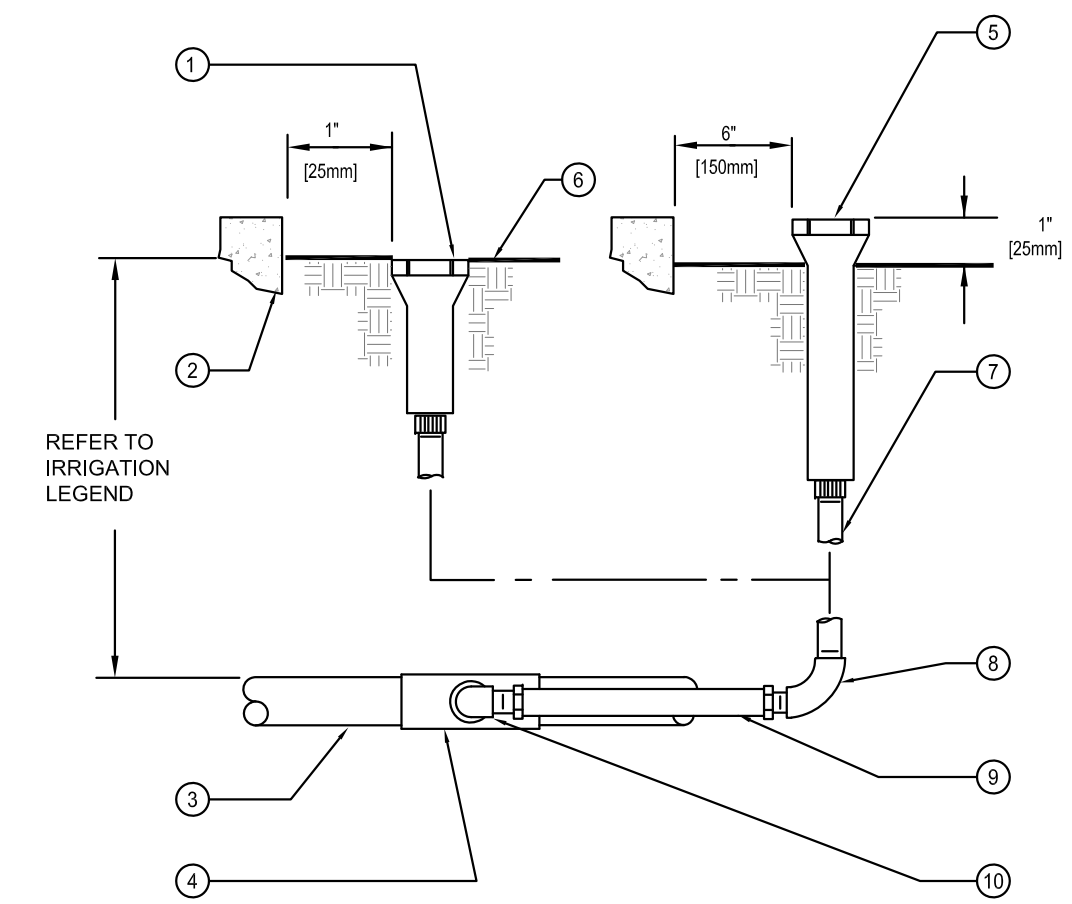 5
1
1"
[25mm]
6"
[150mm]
6
1"
[25mm]
2
7
REFER TO
IRRIGATION
LEGEND
8
3
9
4
10